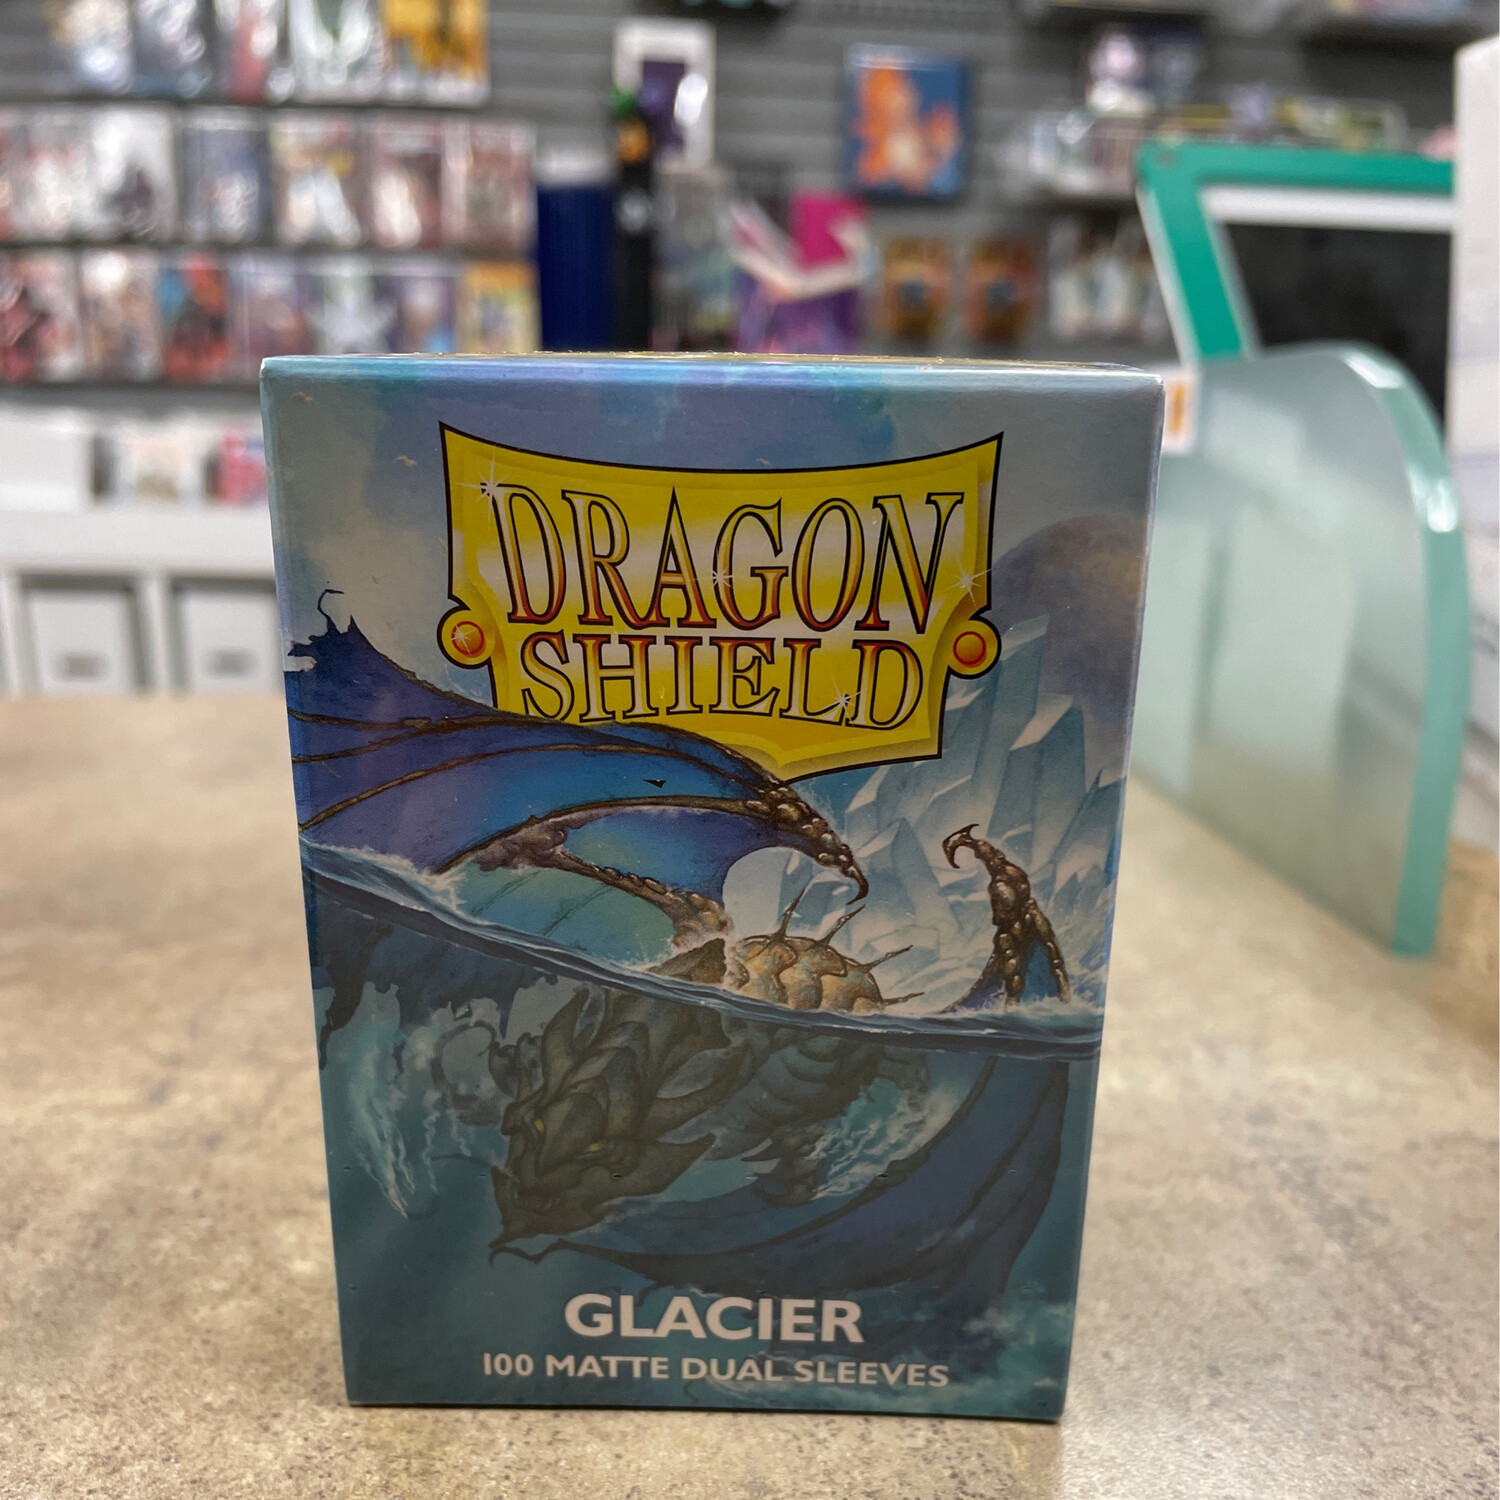 DRAGON
SHIELD
GLACIER
100 MATTE DUAL SLEEVES